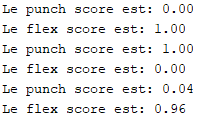 Le punch score est: 0.00
Le flex score est: 1.00
Le punch score est: 1.00
Le flex score est: 0.00
Le punch score est: 0.04
Le flex score est: 0.96